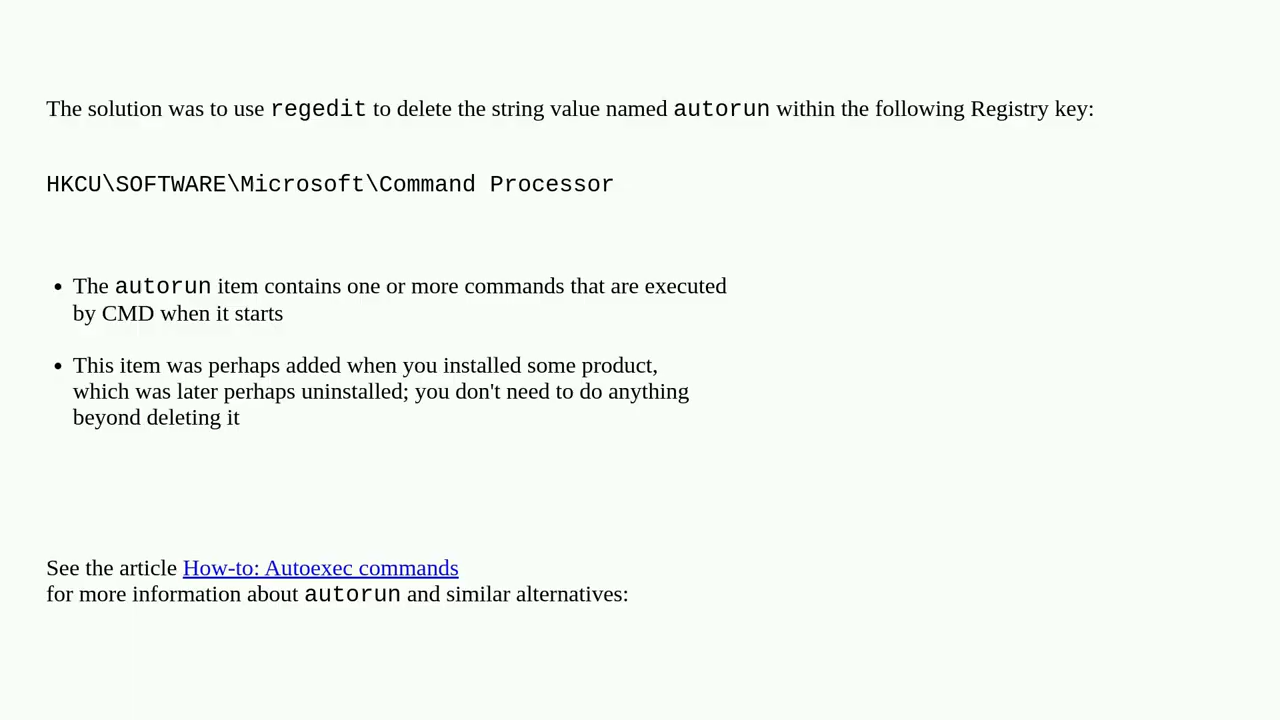 The solution was to use regedit to delete the string value named autorun within the following Registry key:
HKCU\SOFTWARE\Microsoft\Command Processor
• The autorun item contains one or more commands that are executed
by CMD when it starts
• This item was perhaps added when you installed some product,
which was later perhaps uninstalled; you don't need to do anything
beyond deleting it
See the article How-to: Autoexec commands
for more information about autorun and similar alternatives: